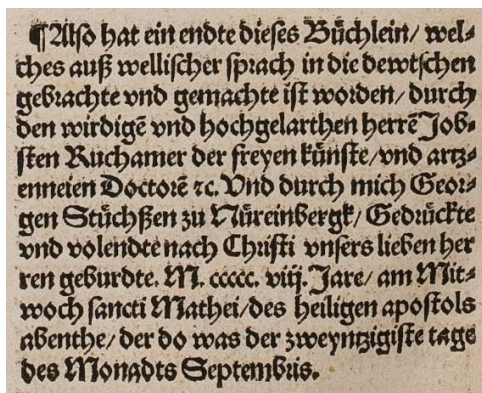 ¶ Also hat ein endte dieses Büchlein/ wel⸗
ches auß wellischer sprach in die dewtschen
gebrachte vnd gemachte ist worden/ durch
den wirdigē vnd hochgelarthen herrē Job⸗
sten Ruchamer der freyen künste/ vnd artz⸗
enneien Doctorē ⁊c. Vnd durch mich Geor⸗
gen Stüchßen zu Nüreinbergk/ Gedrückte
vnd volendte nach Christi vnsers lieben her
ren geburdte. M. ccccc. viij. Jare/ am Mit⸗
woch sancti Mathei/ des heiligen apostols
abenthe/ der do was der zweyntzigiste tage
des Monadts Septembris.